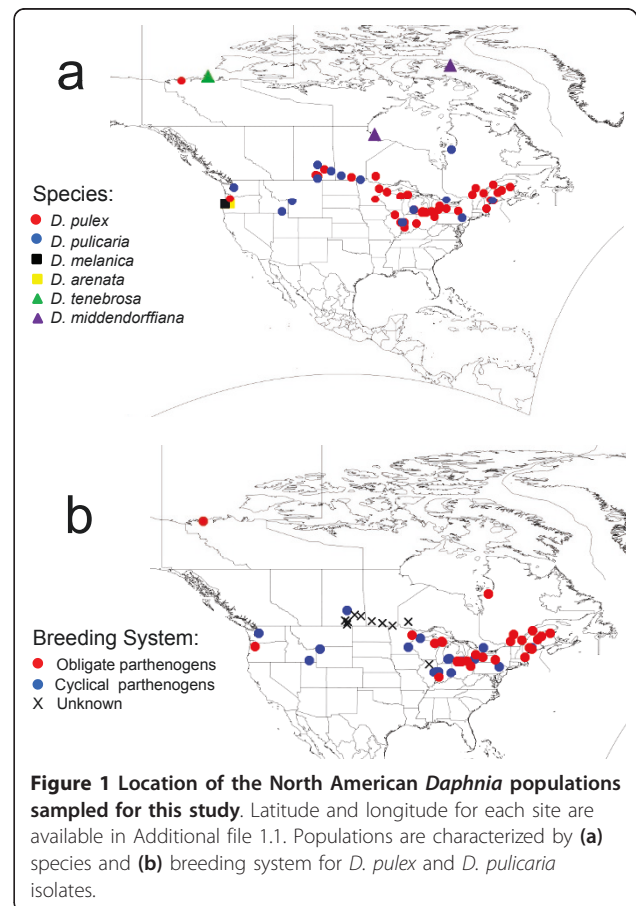 a
Species:
D. pulex
D. pulicaria
D. melanica
D. arenata
D. tenebrosa
D. middendorffiana
b
Breeding System:
Obligate parthenogens
Cyclical parthenogens
X Unknown
Figure 1 Location of the North American Daphnia populations
sampled for this study. Latitude and longitude for each site are
available in Additional file 1.1. Populations are characterized by (a)
species and (b) breeding system for D. pulex and D. pulicaria
isolates.